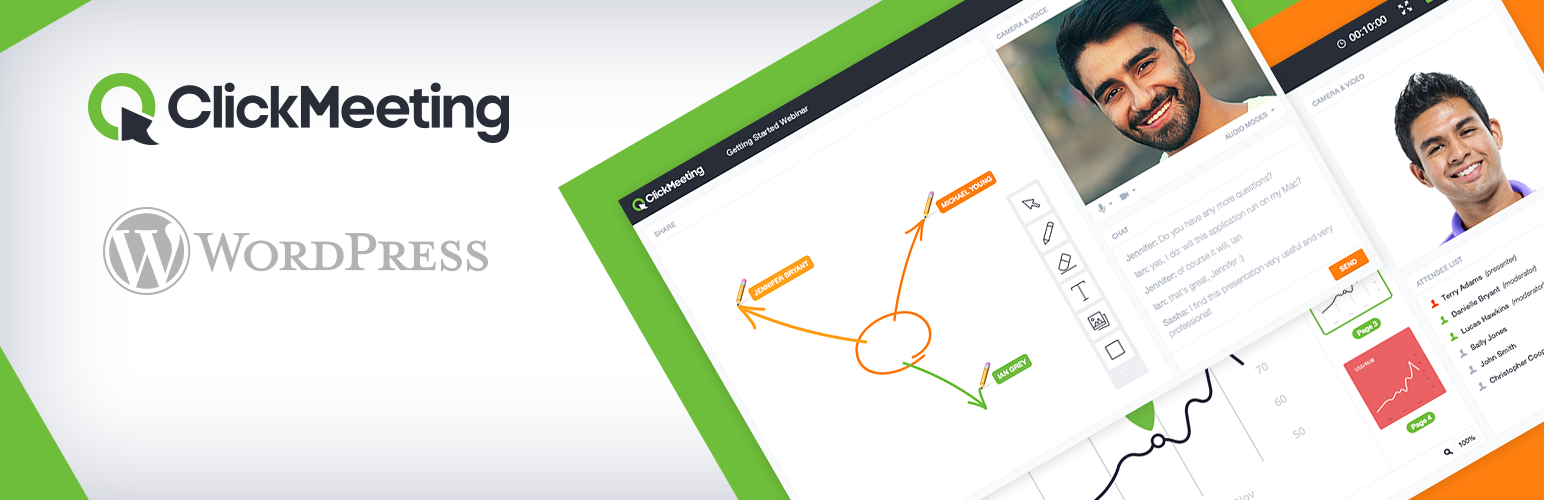 ClickMeeting
WordPress
ClickMeeting
Getting Started Webinar
SHARE
JENNIFER BRYANT
MICHAEL YOUNG
IAN GREY
T
CAMERA & VOICE
AUDIO MODES
CHAT
Jennifer: Do you have any more questions?
Ian: yes, I do: will this application run on my Mac?
Jennifer: of course it will, Ian
Ian: that's great, Jennifer :)
Sasha: I find this presentation very useful and very
professional!
SEND
00:10:00
CAMERA & VIDEO
ATTENDEE LIST
Terry Adams (presenter)
Danielle Bryant (moderator)
Lucas Hawkins (moderator
Sally Jones
John Smith
Christopher Coop
Page 3
USD/RUB
Page 4
100%
70
60
50
Nov